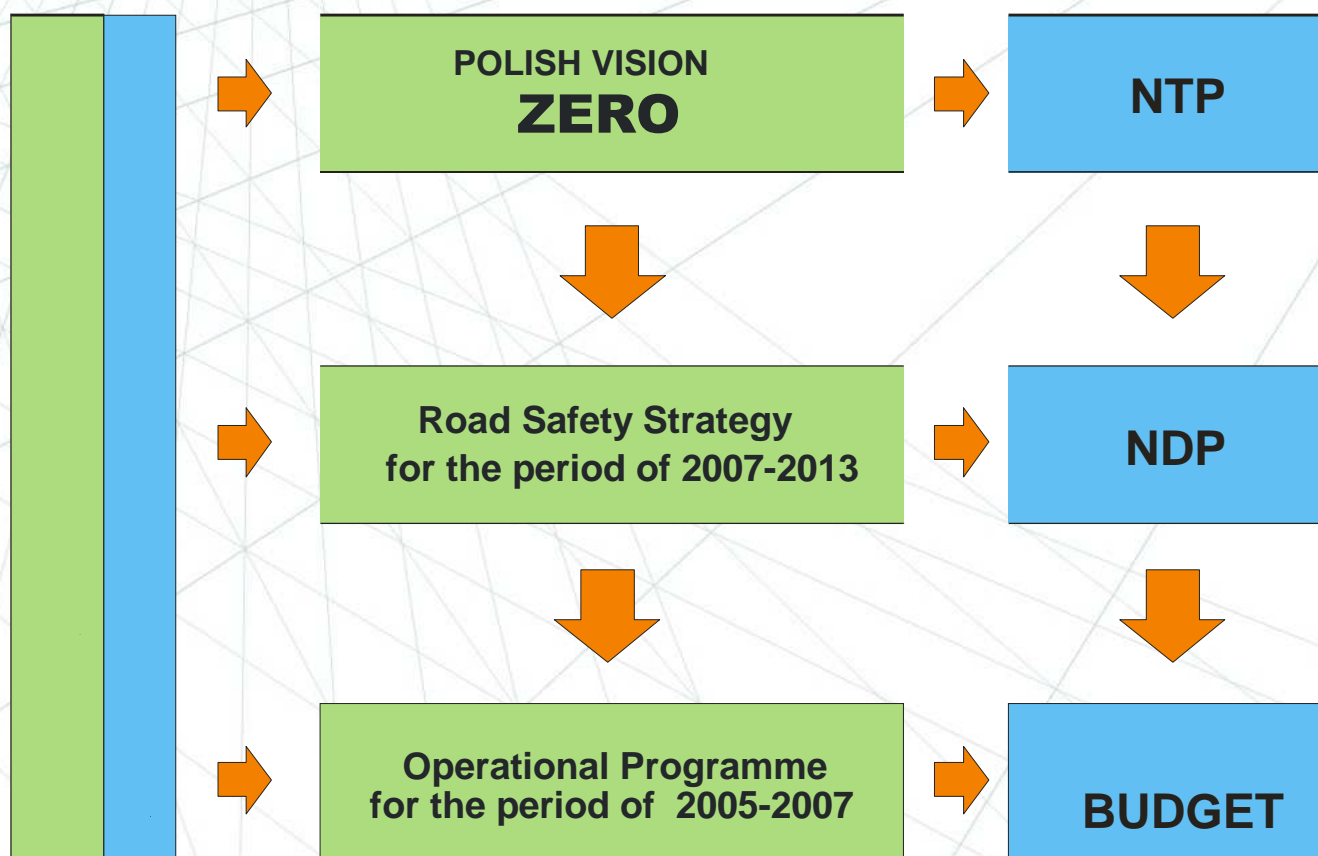 POLISH VISION
ZERO
NTP
Road Safety Strategy
for the period of 2007-2013
NDP
Operational Programme
for the period of 2005-2007
BUDGET